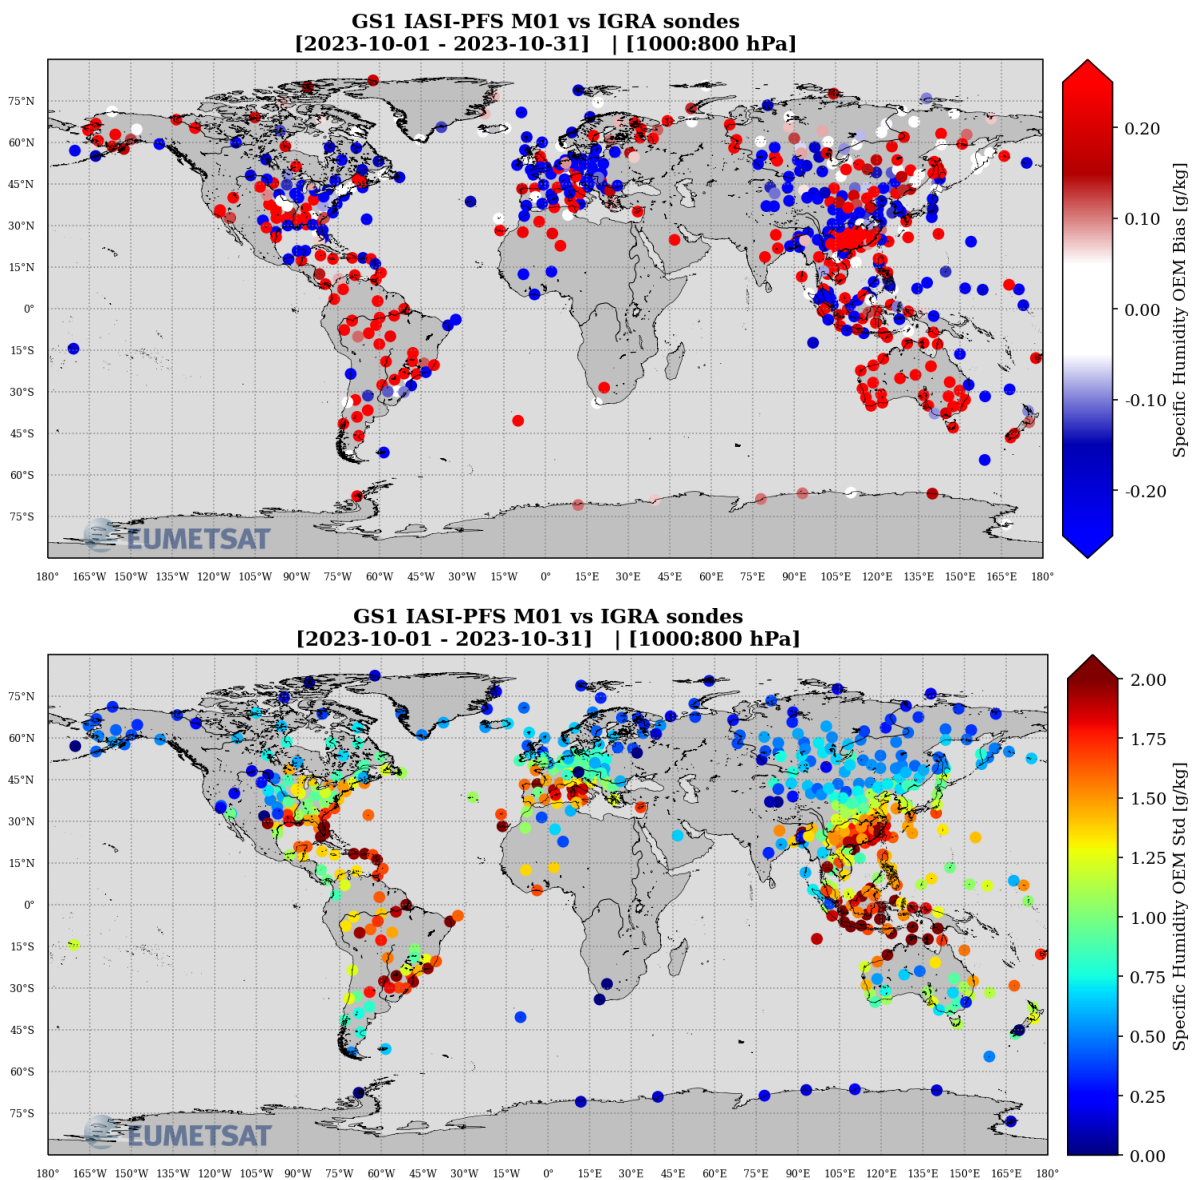 GS1 IASI-PFS M01 vs IGRA sondes
[2023-10-01 - 2023-10-31] | [1000:800 hPa]
75°N
60°N
45°N
30°N
15°N
0°
15°S
30°S
45°S
60°S
75°S
180° 165°W 150°W 135°W 120°W 105°W 90°W 75°W 60°W 45°W 30°W 15°W 0° 15°E 30°E 45°E 60°E 75°E 90°E 105°E 120°E 135°E 150°E 165°E 180°
EUMETSAT
0.20
0.10
0.00
-0.10
-0.20
Specific Humidity OEM Bias [g/kg]
GS1 IASI-PFS M01 vs IGRA sondes
[2023-10-01 - 2023-10-31] | [1000:800 hPa]
75°N
60°N
45°N
30°N
15°N
0°
15°S
30°S
45°S
60°S
75°S
180° 165°W 150°W 135°W 120°W 105°W 90°W 75°W 60°W 45°W 30°W 15°W 0° 15°E 30°E 45°E 60°E 75°E 90°E 105°E 120°E 135°E 150°E 165°E 180°
EUMETSAT
2.00
1.75
1.50
1.25
1.00
0.75
0.50
0.25
0.00
Specific Humidity OEM Std [g/kg]